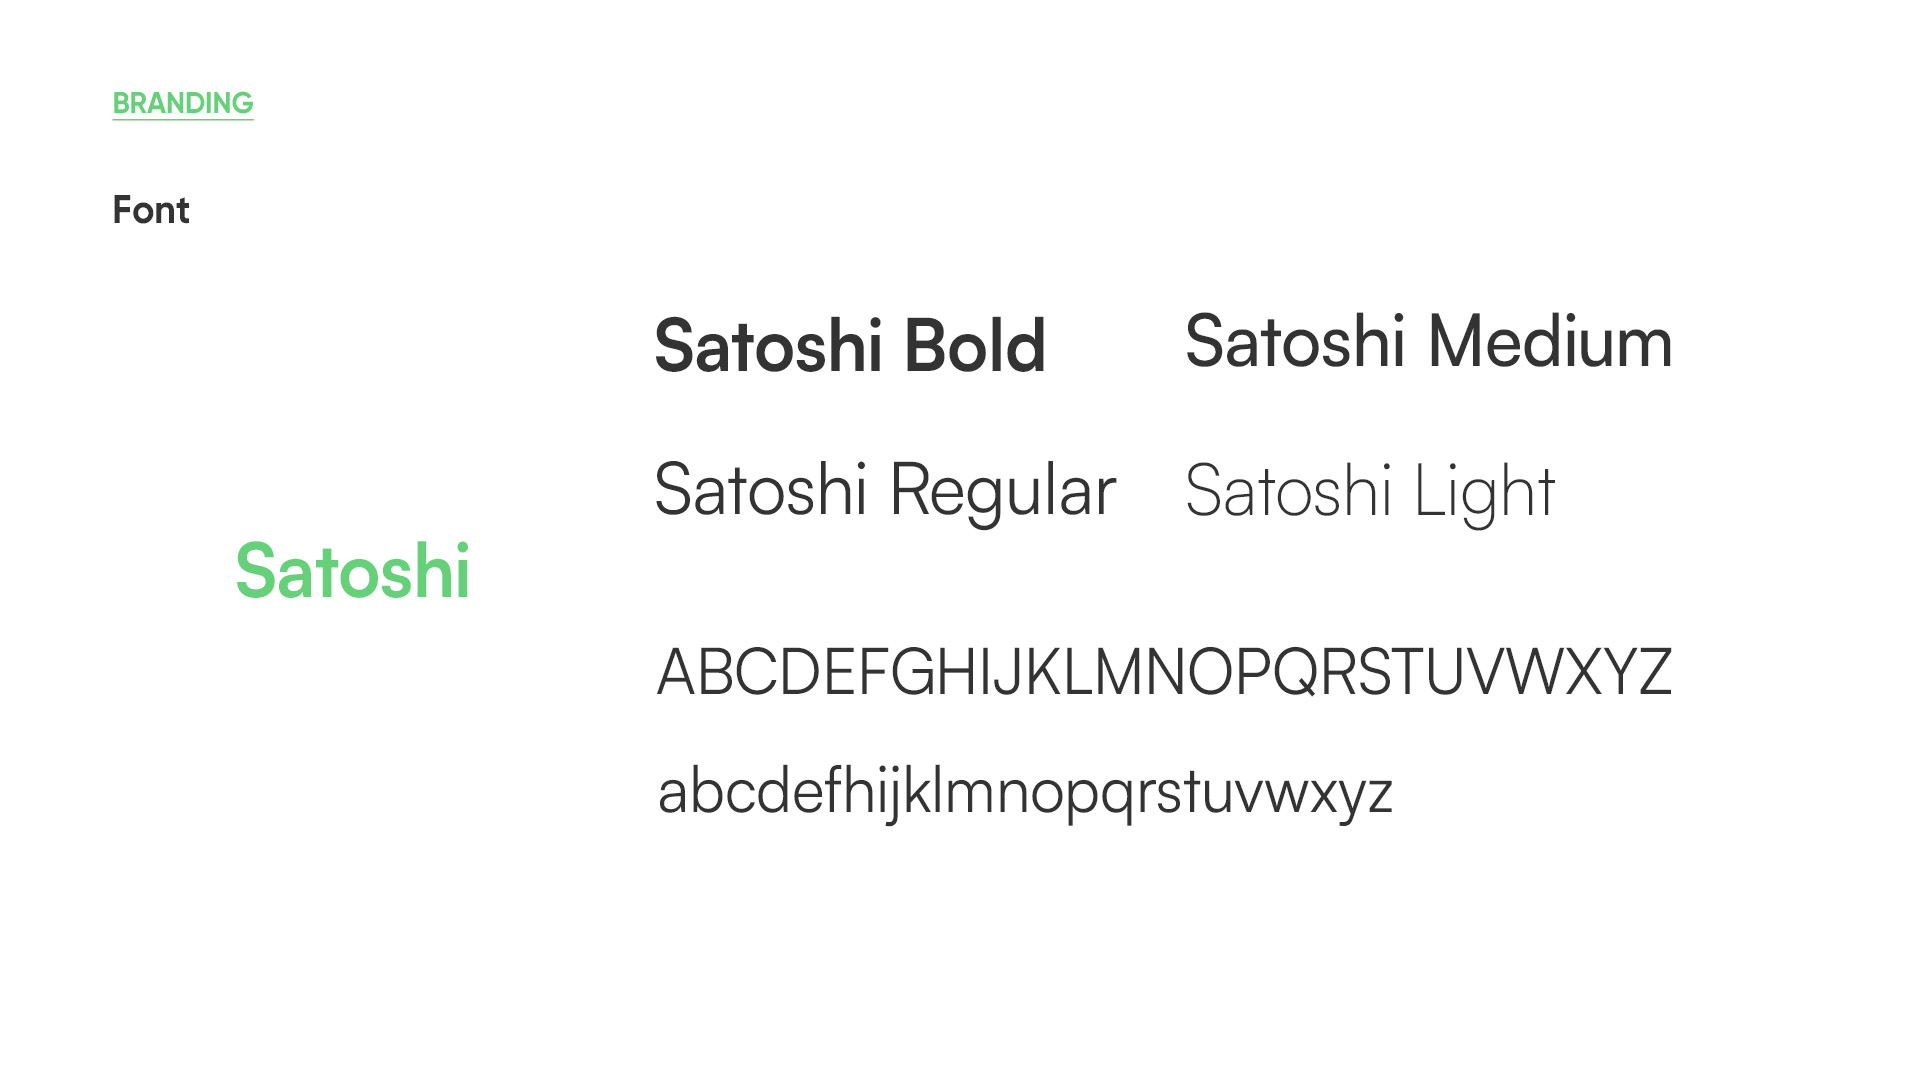 BRANDING
Font
Satoshi Bold
Satoshi Medium
Satoshi Regular
Satoshi Light
Satoshi
ABCDEFGHIJKLMNOPQRSTUVWXYZ
abcdefhijklmnopqrstuvwxyz